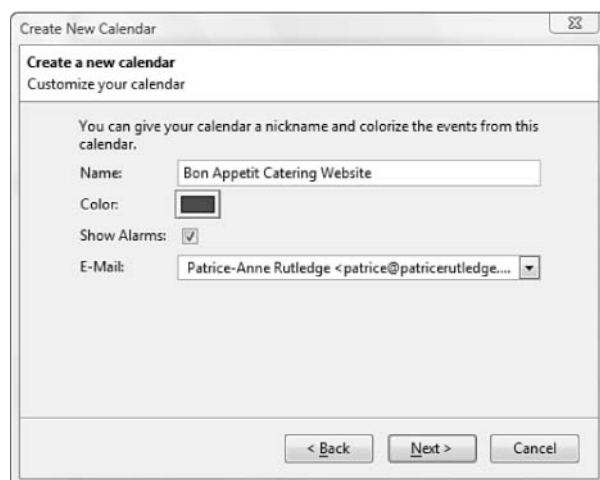 Create New Calendar
Create a new calendar
Customize your calendar
You can give your calendar a nickname and colorize the events from this
calendar.
Name: Bon Appetit Catering Website
Color:
Show Alarms:
E-Mail: Patrice-Anne Rutledge <patrice@patricerutledge....
< Back Next > Cancel